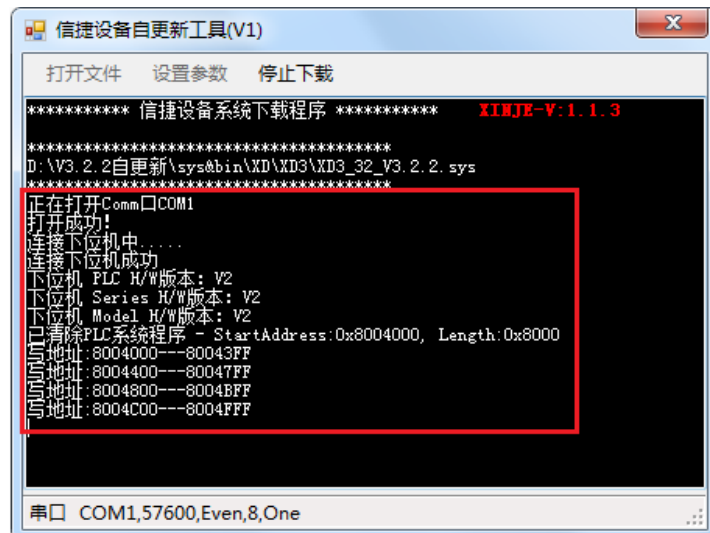 信捷设备自更新工具(V1)
打开文件 设置参数 停止下载
*********** 信捷设备系统下载程序 *********** XINJE-V:1.1.3
***************************************
D:\V3.2.2自更新\sys&bin\XD\XD3\XD3_32_V3.2.2.sys
***************************************
正在打开Comm口COM1
打开成功!
连接下位机中.....
连接下位机成功
下位机 PLC H/W版本: V2
下位机 Series H/W版本: V2
下位机 Model H/W版本: V2
已清除PLC系统程序 - StartAddress:0x8004000, Length:0x8000
写地址:8004000---80043FF
写地址:8004400---80047FF
写地址:8004800---8004BFF
写地址:8004C00---8004FFF
串口 COM1,57600,Even,8,One